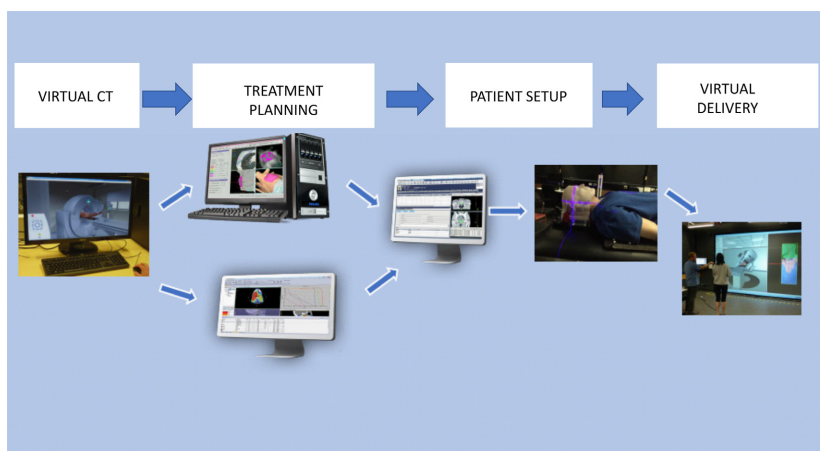 VIRTUAL CT
TREATMENT
PLANNING
PATIENT SETUP
VIRTUAL
DELIVERY